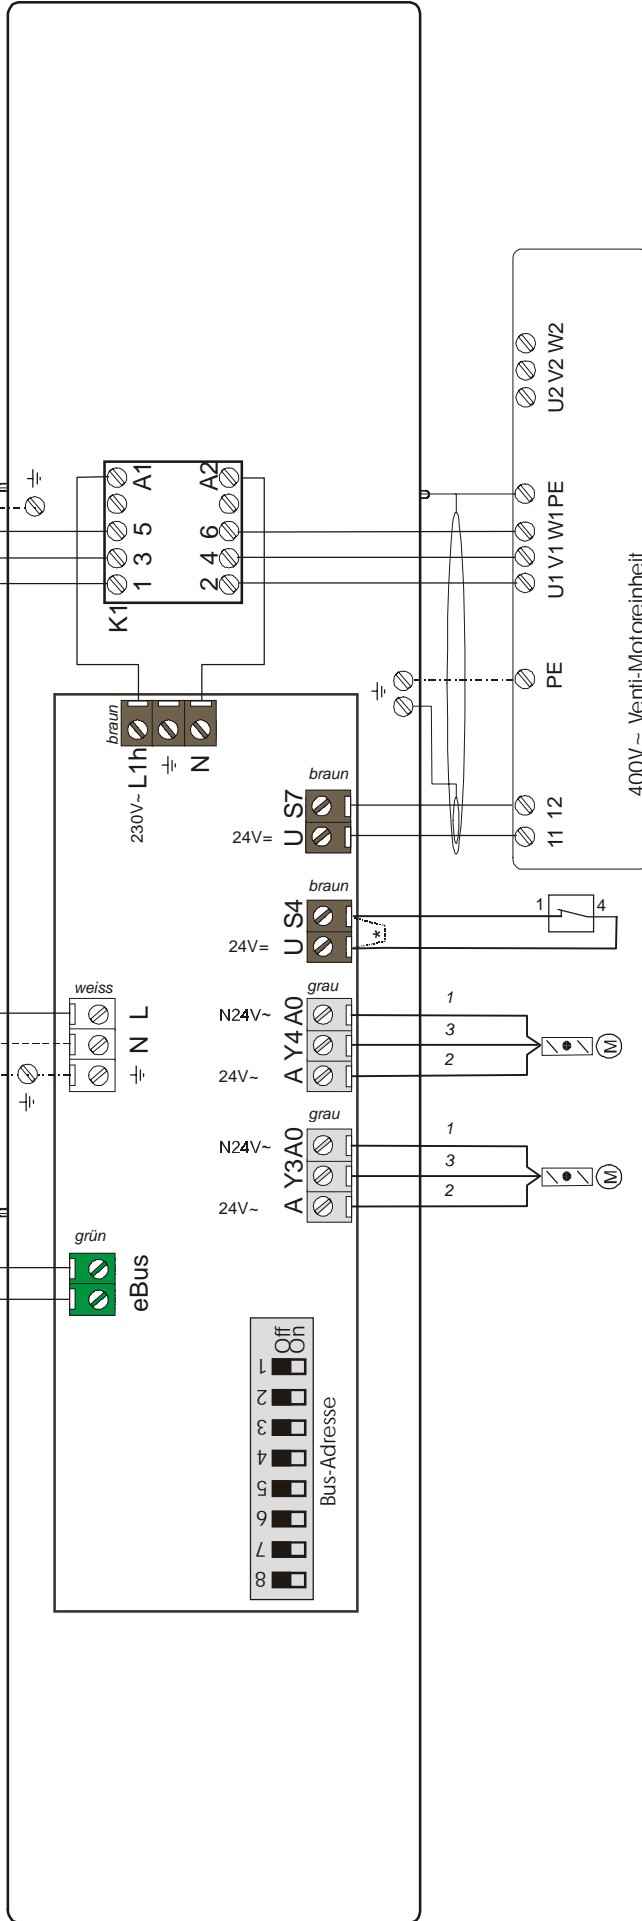 U2 V2 W2
A1
A2
5
3
1
6
4
2
K1
U1 V1 W1 PE
PE
400V~ Venti-Motoreinheit
braun
L1h
N
230V~
braun
S7
24V=
U
12
11
braun
S4
24V=
U
*
1
4
weiss
L
N
grau
N24V~
A0
Y4
24V~
A
1
3
2
M
grau
N24V~
A0
Y3
24V~
A
1
3
2
M
grün
eBus
Off
On
1
2
3
4
5
6
7
8
Bus-Adresse